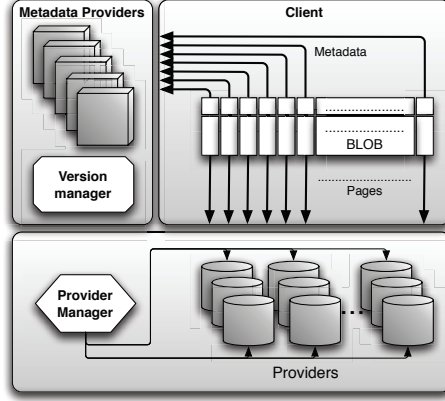 Metadata Providers
Client
Metadata
BLOB
Version
manager
Pages
Provider
Manager
Providers